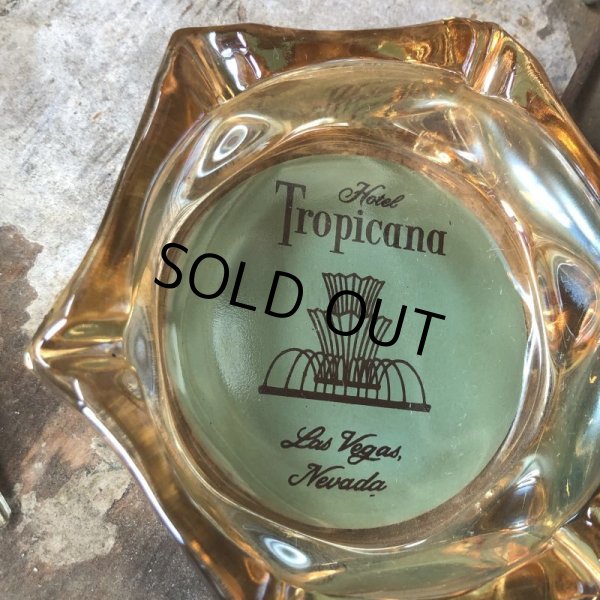 Hotel
Tropicana
SOLD OUT
Las Vegas,
Nevada